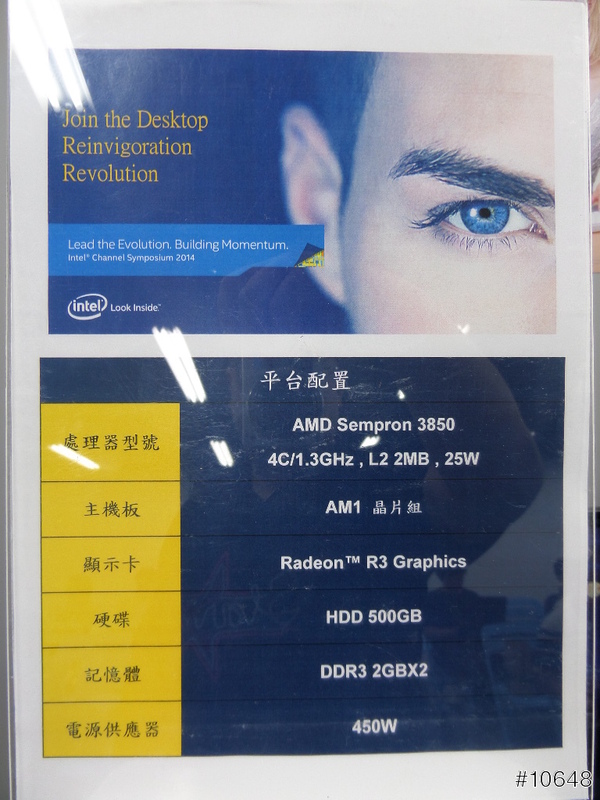 Join the Desktop
Reinvigoration
Revolution
Lead the Evolution. Building Momentum.
Intel® Channel Symposium 2014
intel® Look Inside.™
平台配置
處理器型號
AMD Sempron 3850
4C/1.3GHz , L2 2MB , 25W
主機板
AM1 晶片組
顯示卡
Radeon™ R3 Graphics
硬碟
HDD 500GB
記憶體
DDR3 2GBX2
電源供應器
450W
#10648